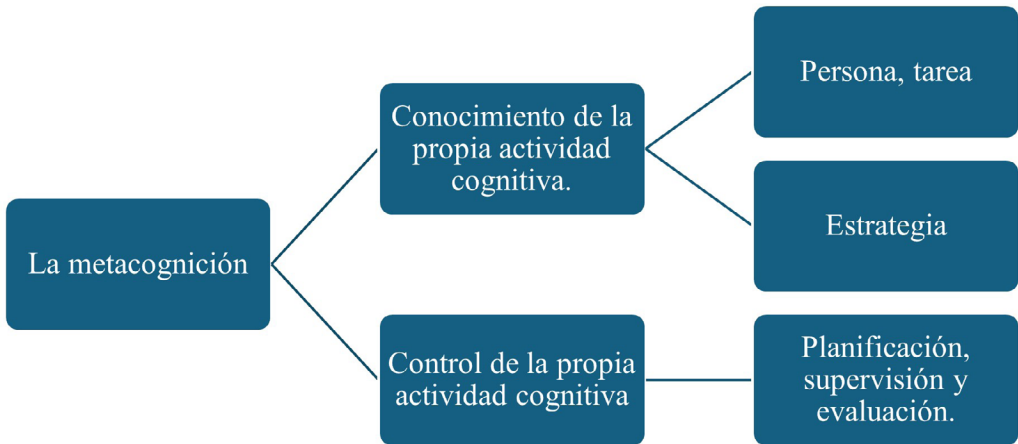 La metacognición
Conocimiento de la
propia actividad
cognitiva.
Persona, tarea
Estrategia
Control de la propia
actividad cognitiva
Planificación,
supervisión y
evaluación.